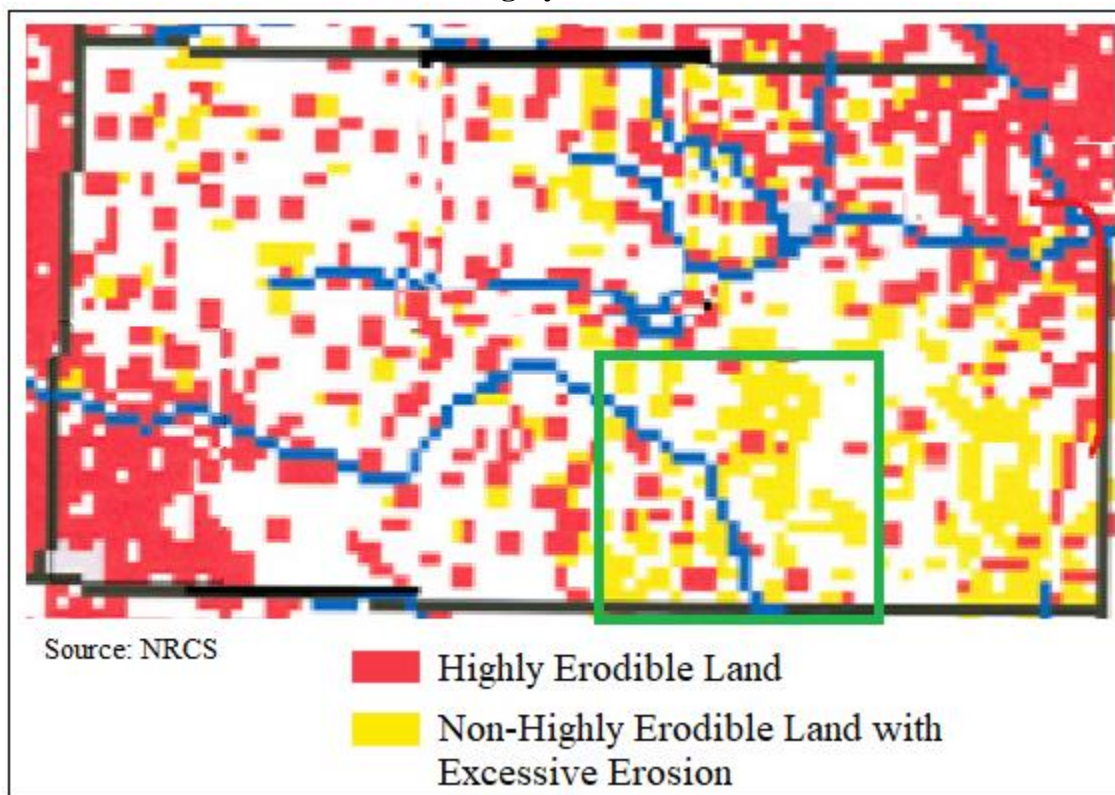 Source: NRCS
Highly Erodible Land
Non-Highly Erodible Land with
Excessive Erosion